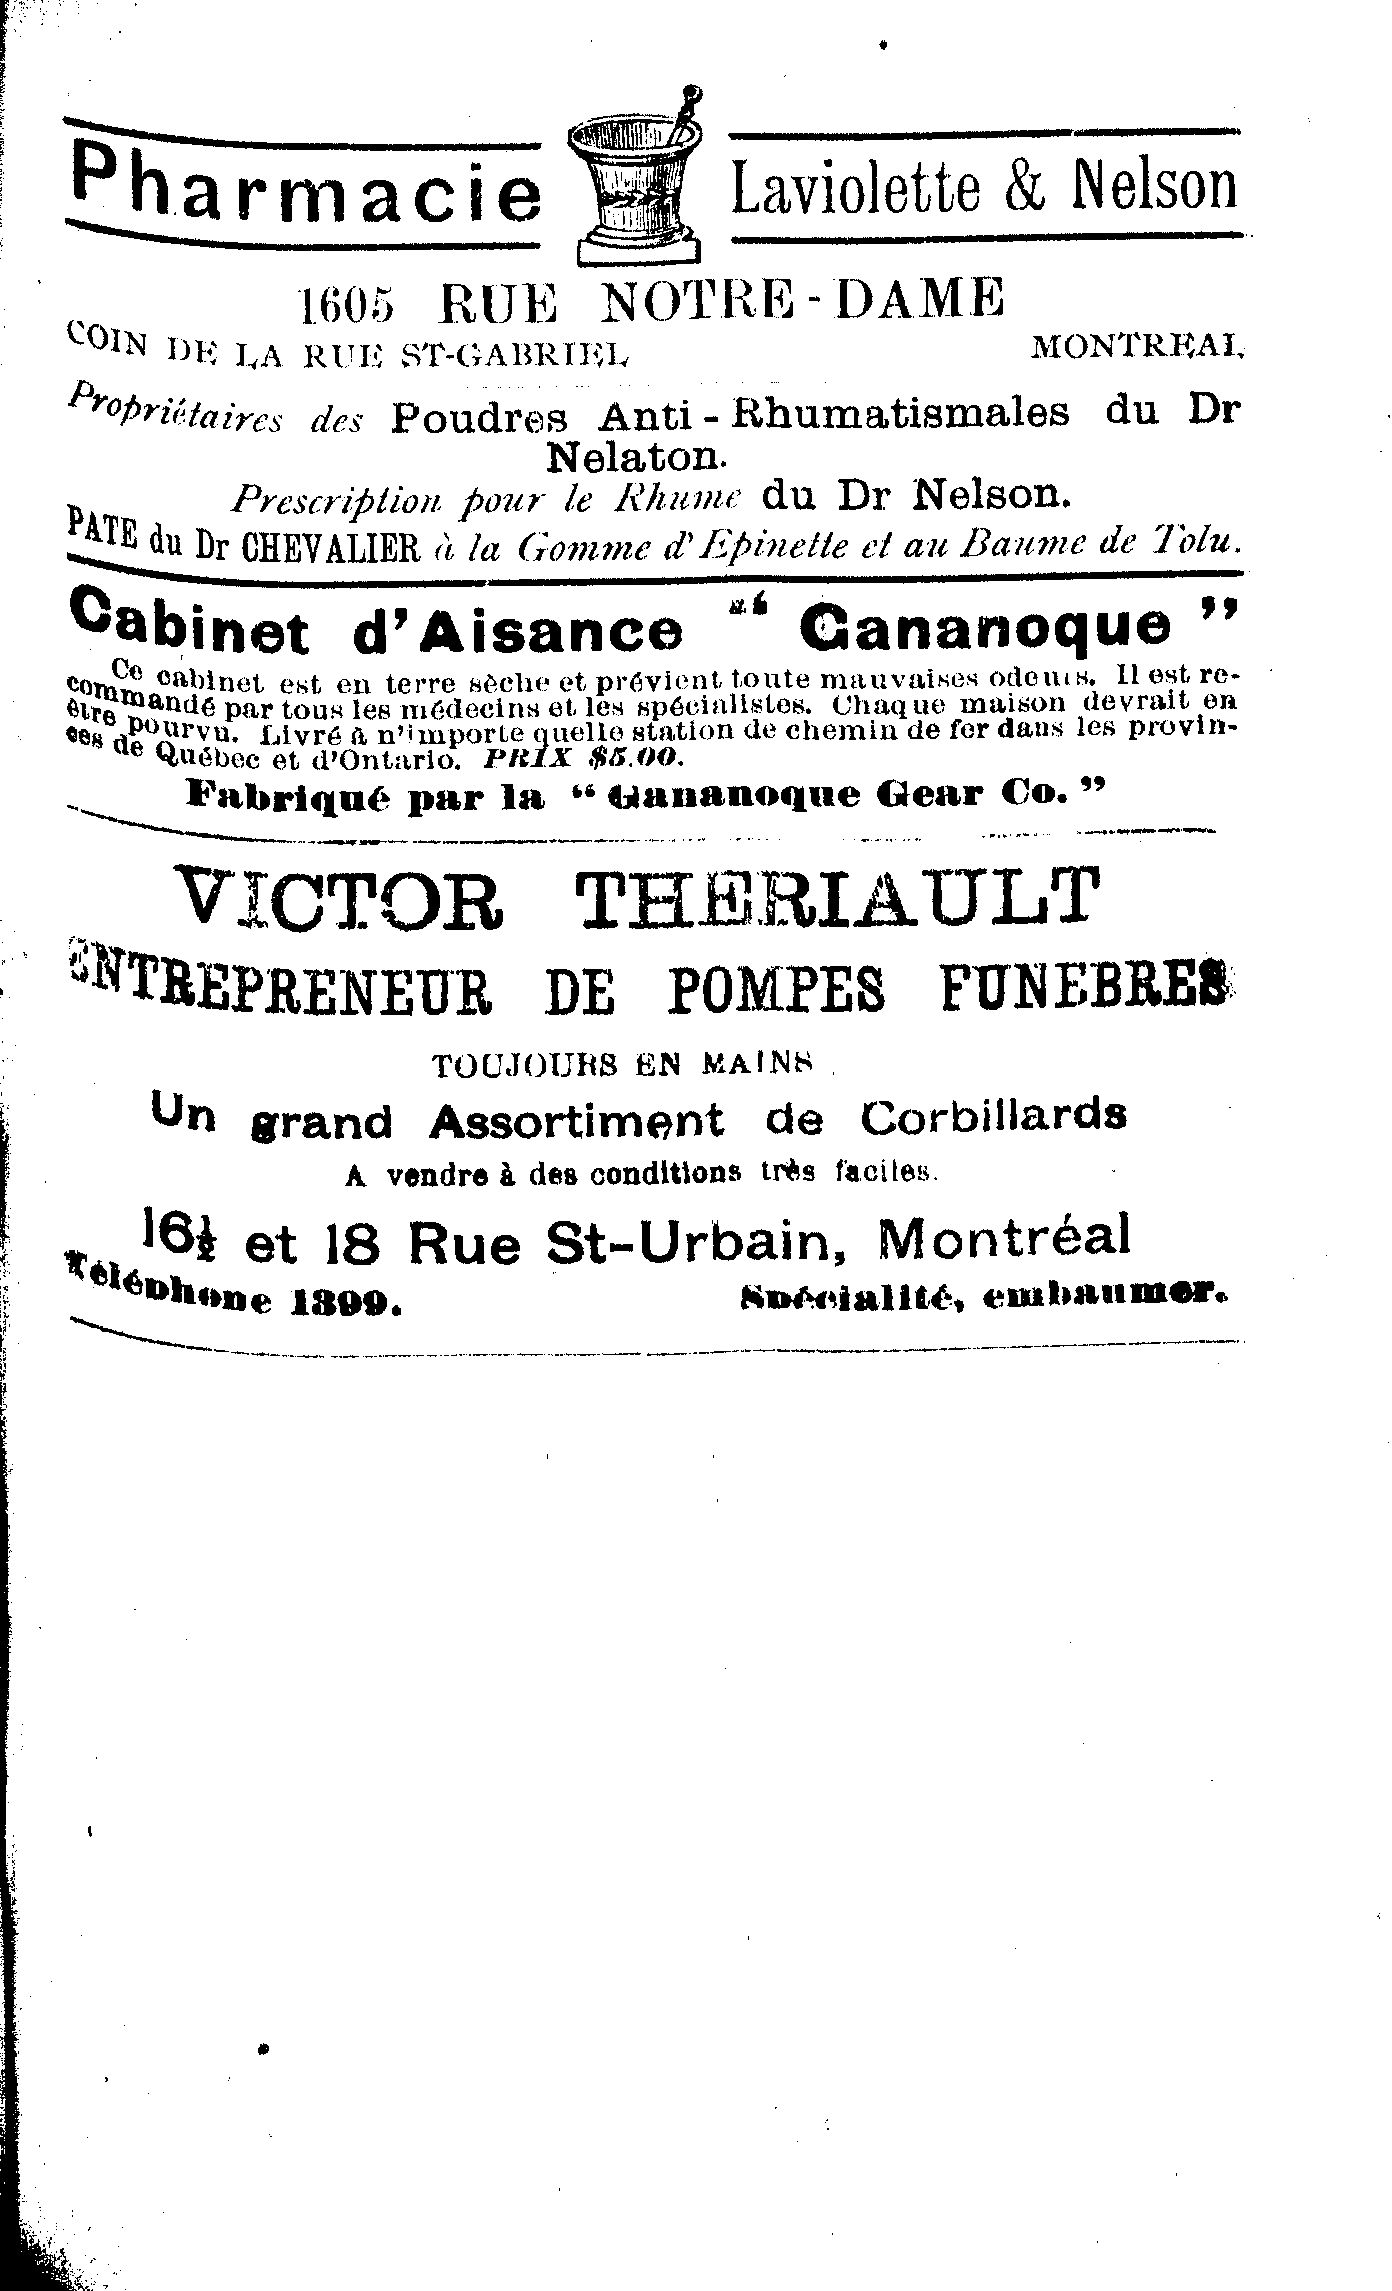 Pharmacie Laviolette & Nelson
1605 RUE NOTRE-DAME
COIN DE LA RUE ST-GABRIEL MONTREAL
Propriétaires des Poudres Anti-Rhumatismales du Dr
Nelaton.
Prescription pour le Rhume du Dr Nelson.
PATE du Dr CHEVALIER à la Gomme d'Epinette et au Baume de Tolu.
Cabinet d'Aisance “ Gananoque ”
Ce cabinet est en terre sèche et prévient toute mauvaises odeurs. Il est re-
commandé par tous les médecins et les spécialistes. Chaque maison devrait en
être pourvu. Livré à n'importe quelle station de chemin de fer dans les provin-
ces de Québec et d'Ontario. PRIX $5.00.
Fabriqué par la “ Gananoque Gear Co. ”
VICTOR THERIAULT
ENTREPRENEUR DE POMPES FUNEBRES
TOUJOURS EN MAINS
Un grand Assortiment de Corbillards
A vendre à des conditions très faciles.
16½ et 18 Rue St-Urbain, Montréal
Téléphone 1399. Spécialité, embaumer.